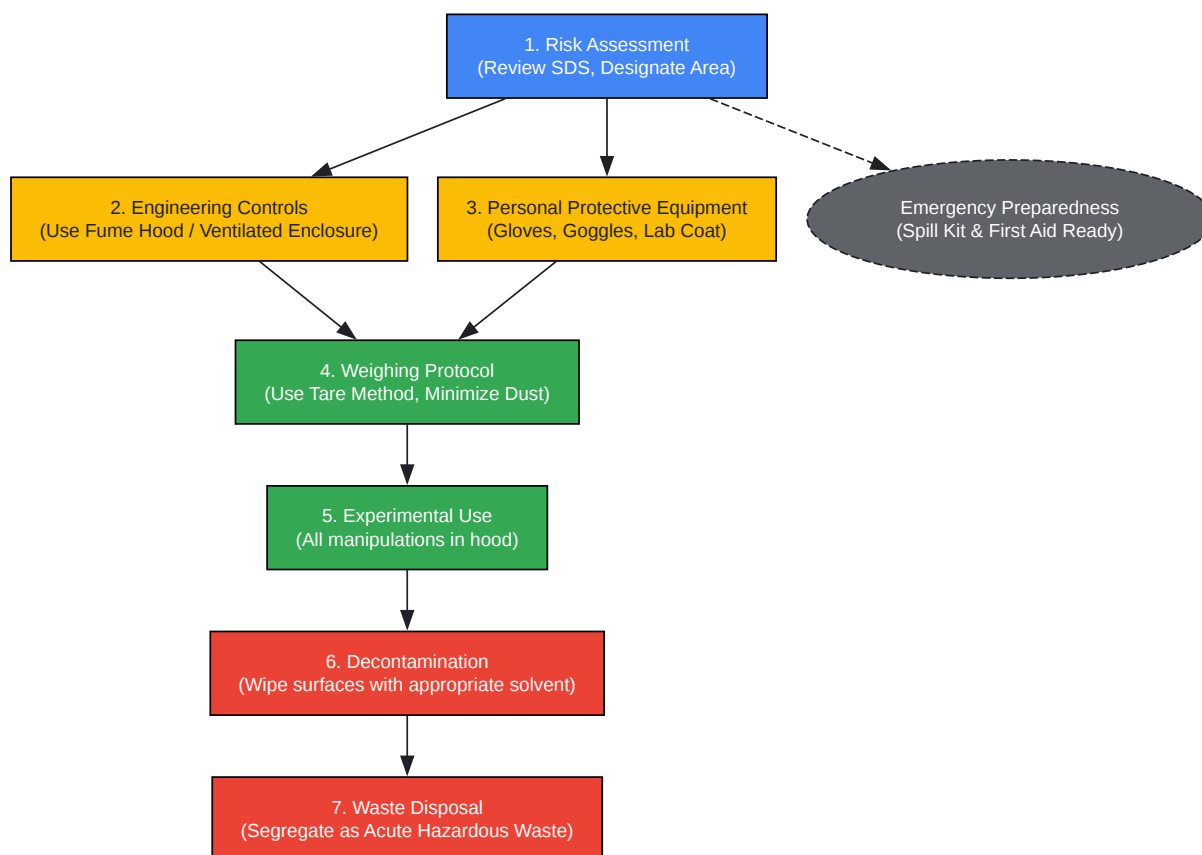 1. Risk Assessment
(Review SDS, Designate Area)
2. Engineering Controls
(Use Fume Hood / Ventilated Enclosure)
3. Personal Protective Equipment
(Gloves, Goggles, Lab Coat)
Emergency Preparedness
(Spill Kit & First Aid Ready)
4. Weighing Protocol
(Use Tare Method, Minimize Dust)
5. Experimental Use
(All manipulations in hood)
6. Decontamination
(Wipe surfaces with appropriate solvent)
7. Waste Disposal
(Segregate as Acute Hazardous Waste)